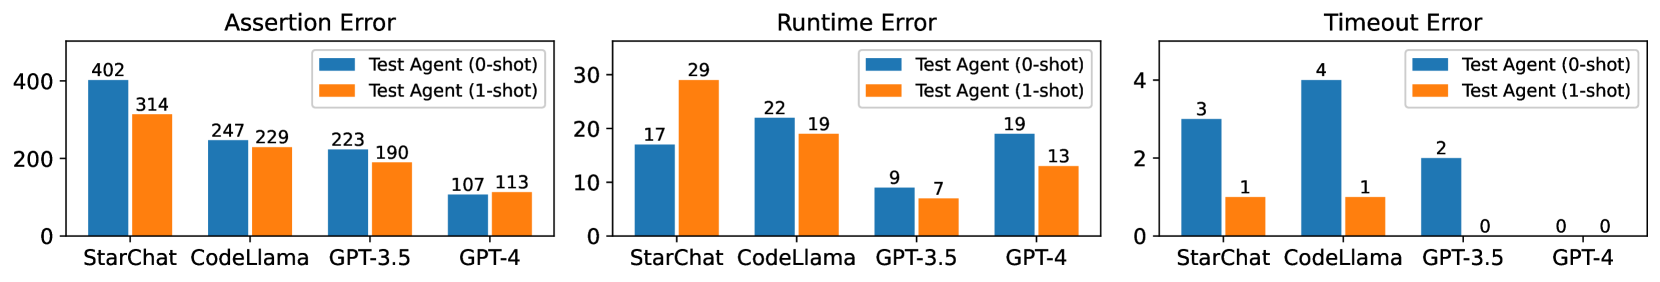 Assertion Error
Test Agent (0-shot)
Test Agent (1-shot)
402
314
247
229
223
190
107
113
400
200
0
StarChat CodeLlama GPT-3.5 GPT-4
Runtime Error
Test Agent (0-shot)
Test Agent (1-shot)
17
29
22
19
9
7
19
13
30
20
10
0
StarChat CodeLlama GPT-3.5 GPT-4
Timeout Error
Test Agent (0-shot)
Test Agent (1-shot)
3
1
4
1
2
0
0
0
4
2
0
StarChat CodeLlama GPT-3.5 GPT-4